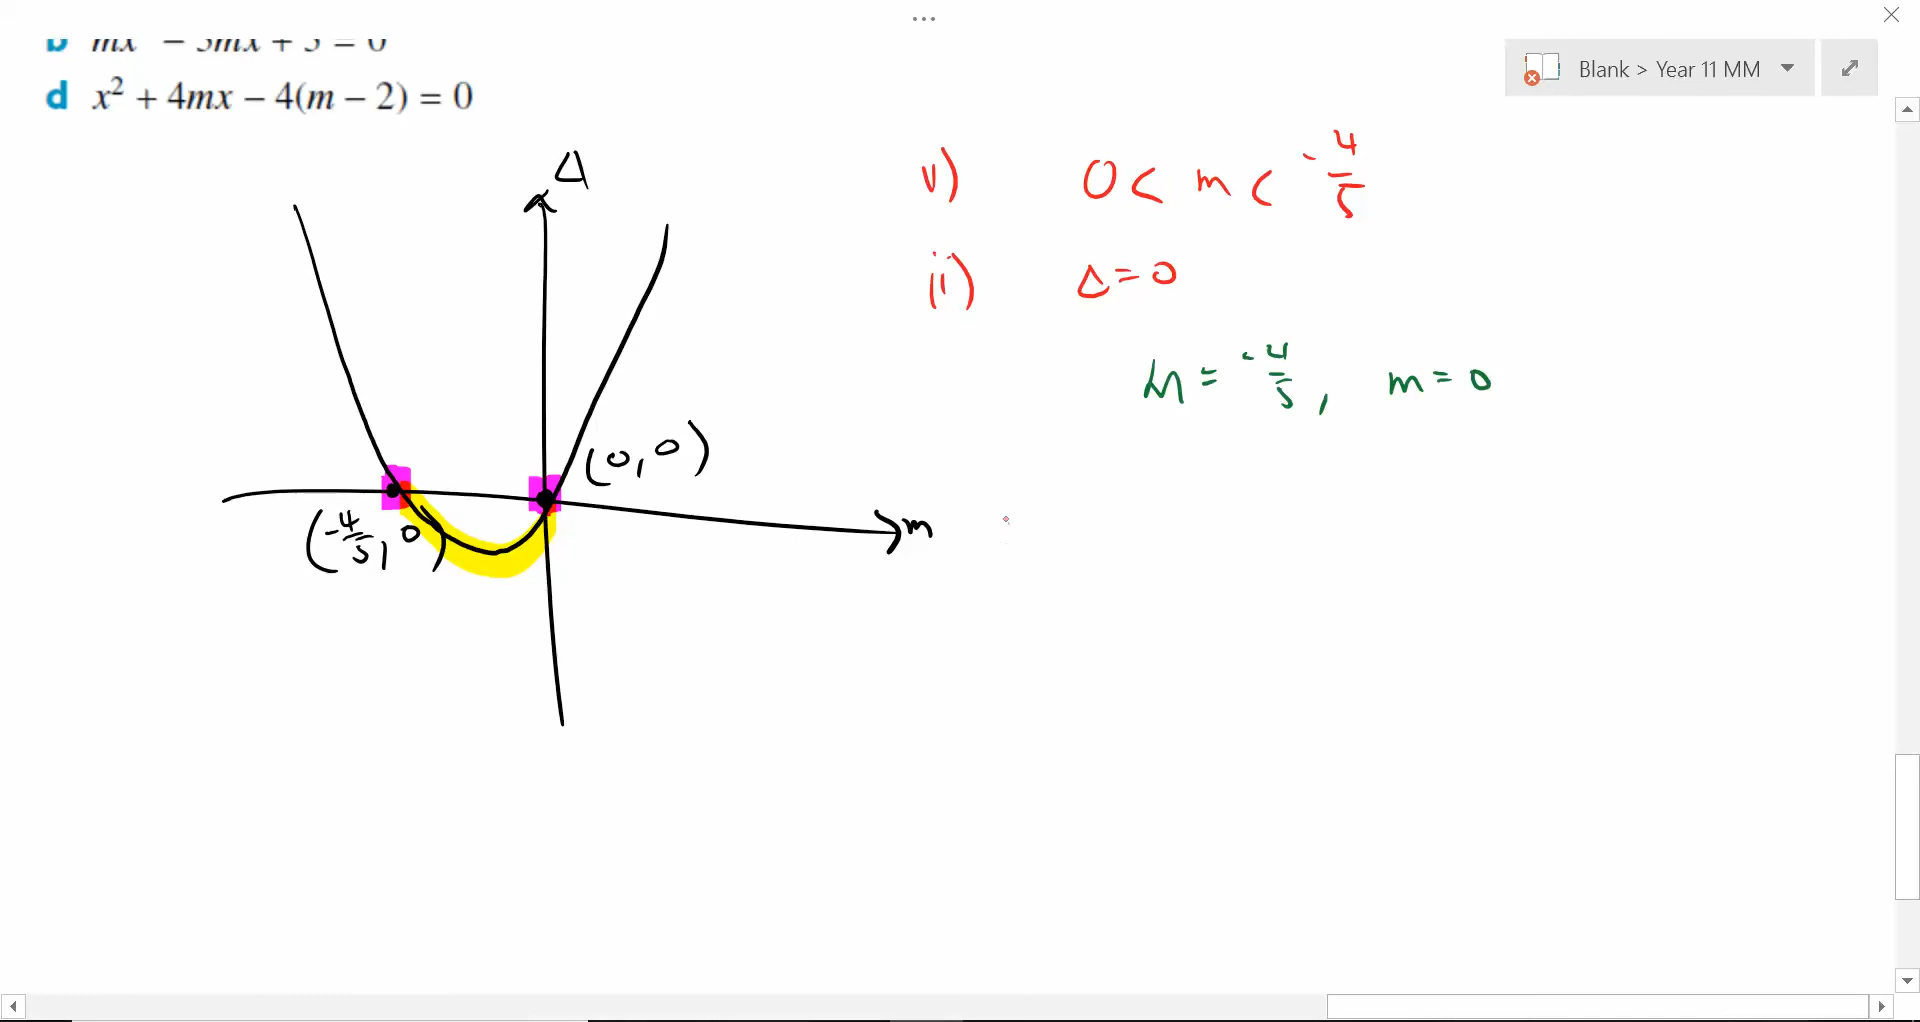 Blank > Year 11 MM
d x² + 4mx − 4(m − 2) = 0
Δ
(0, 0)
(-4/5, 0)
m
v) 0 < m < -4/5
ii) Δ = 0
m = -4/5, m = 0